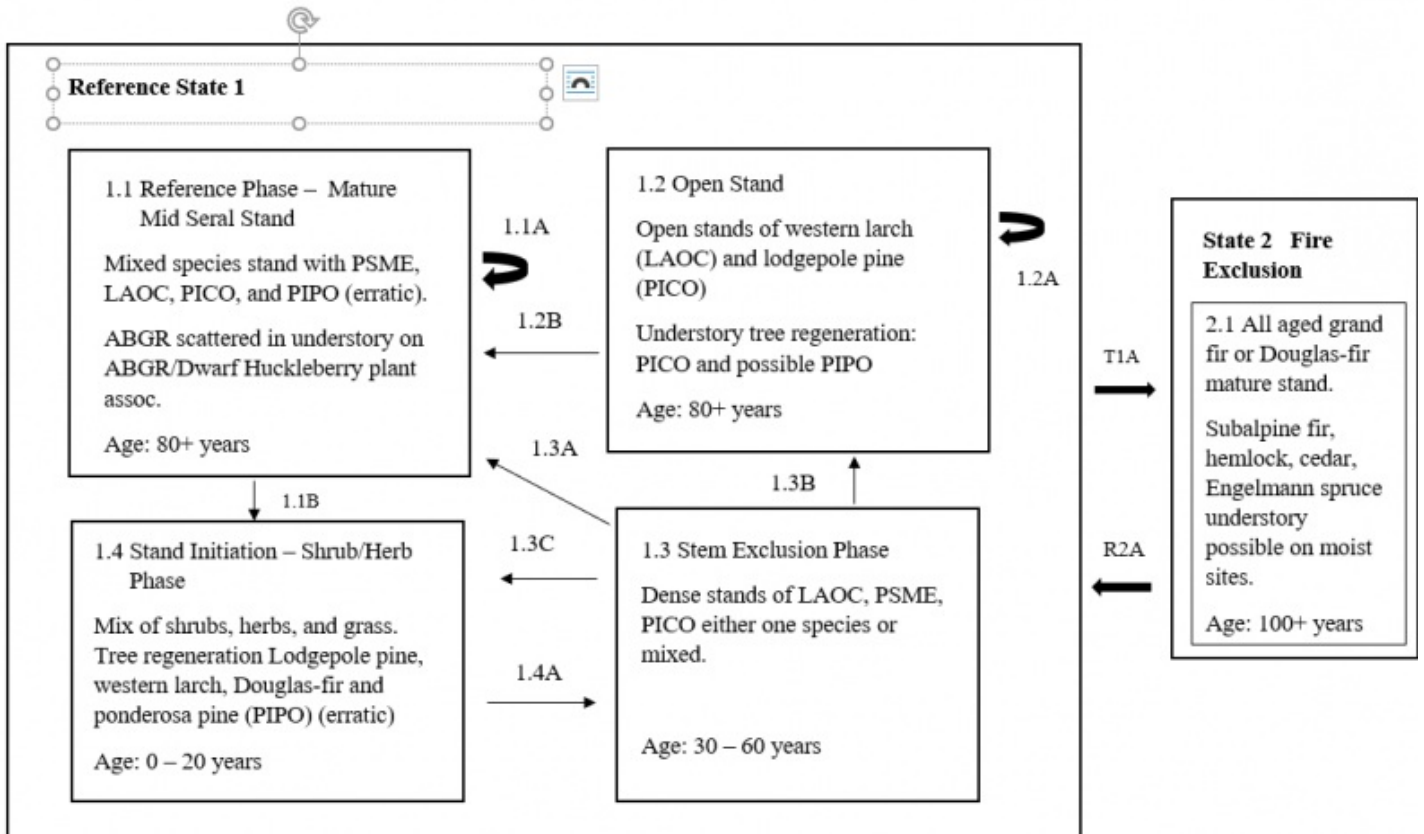 Reference State 1
1.1 Reference Phase – Mature
Mid Seral Stand
Mixed species stand with PSME,
LAOC, PICO, and PIPO (erratic).
ABGR scattered in understory on
ABGR/Dwarf Huckleberry plant
assoc.
Age: 80+ years
1.1A
1.2B
1.2 Open Stand
Open stands of western larch
(LAOC) and lodgepole pine
(PICO)
Understory tree regeneration:
PICO and possible PIPO
Age: 80+ years
1.2A
1.3A
1.3B
1.1B
1.4 Stand Initiation – Shrub/Herb
Phase
Mix of shrubs, herbs, and grass.
Tree regeneration Lodgepole pine,
western larch, Douglas-fir and
ponderosa pine (PIPO) (erratic)
Age: 0 – 20 years
1.3C
1.4A
1.3 Stem Exclusion Phase
Dense stands of LAOC, PSME,
PICO either one species or
mixed.
Age: 30 – 60 years
T1A
R2A
State 2 Fire
Exclusion
2.1 All aged grand
fir or Douglas-fir
mature stand.
Subalpine fir,
hemlock, cedar,
Engelmann spruce
understory
possible on moist
sites.
Age: 100+ years